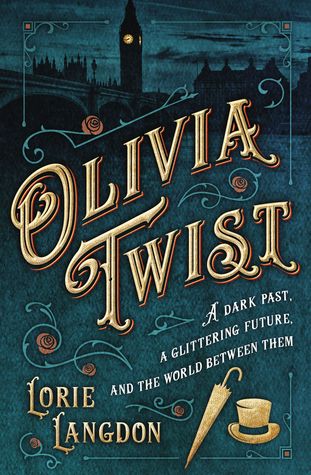 OLIVIA
TWIST
A DARK PAST,
A GLITTERING FUTURE,
AND THE WORLD BETWEEN THEM
LORIE
LANGDON